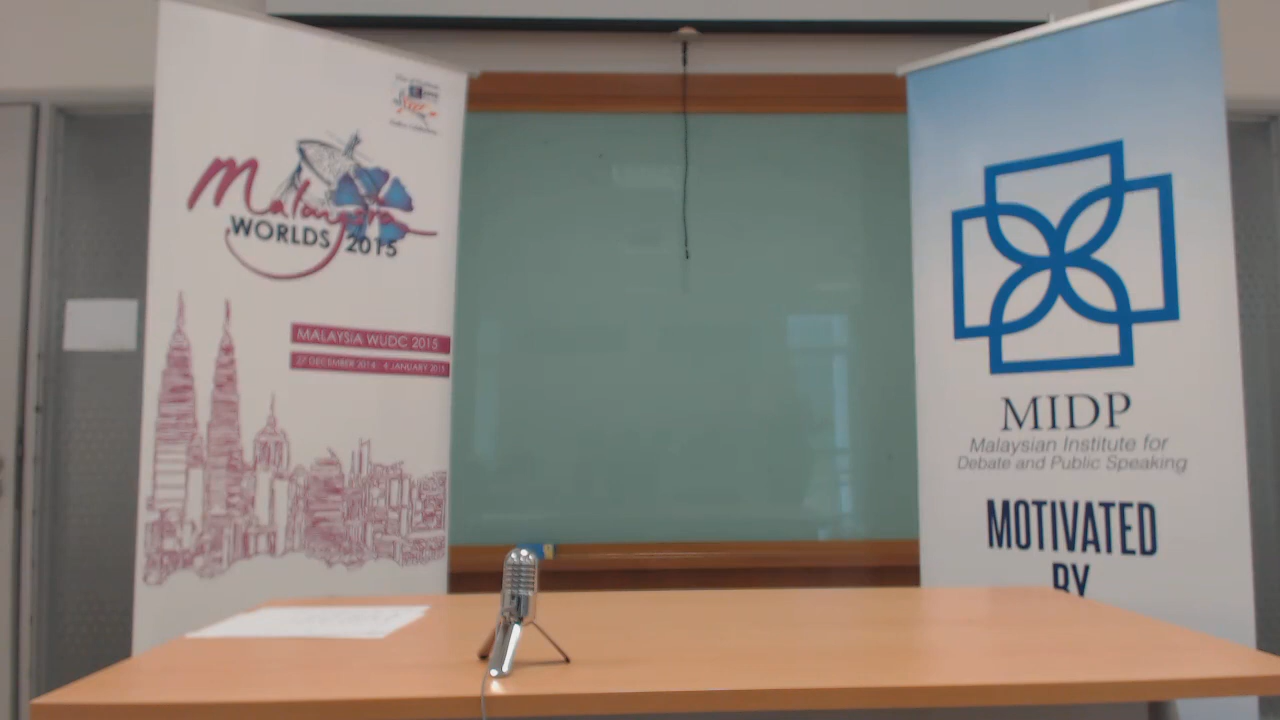 Malaysia
WORLDS 2015
MALAYSIA WUDC 2015
27 DECEMBER 2014 - 4 JANUARY 2015
MIDP
Malaysian Institute for
Debate and Public Speaking
MOTIVATED
BY